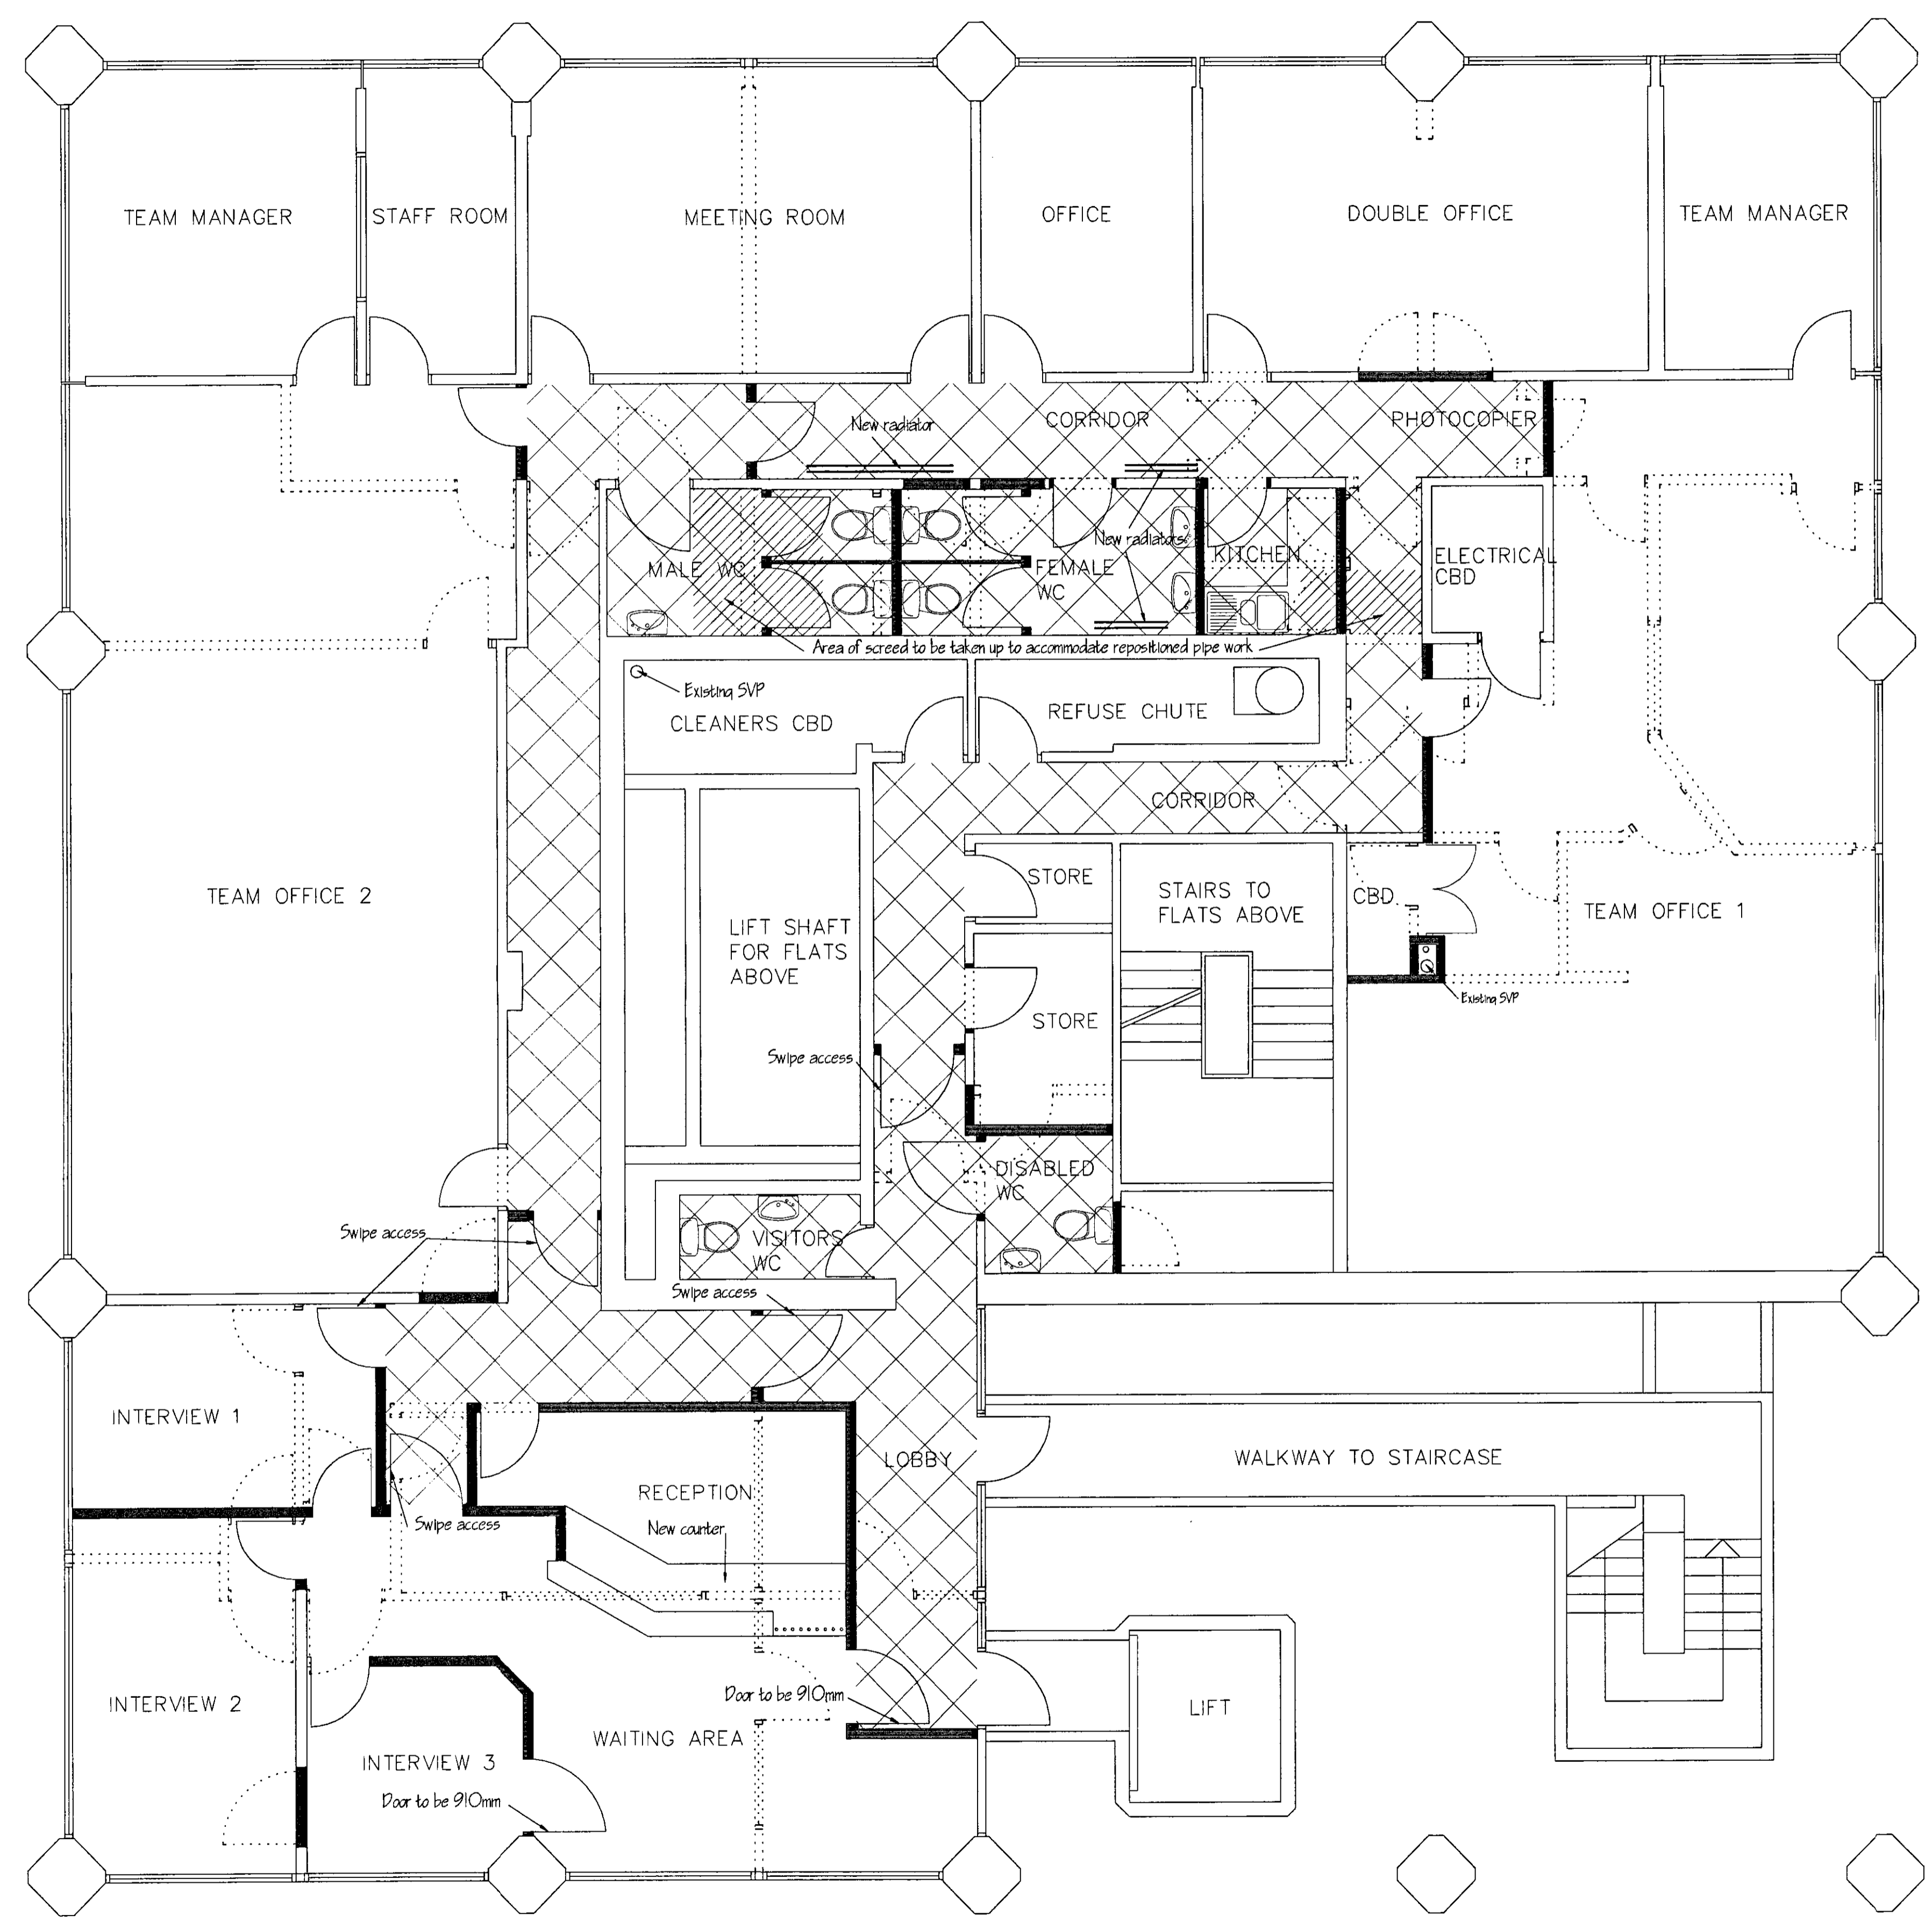 TEAM MANAGER
STAFF ROOM
MEETING ROOM
OFFICE
DOUBLE OFFICE
TEAM MANAGER
New radiator
CORRIDOR
PHOTOCOPIER
MALE WC
FEMALE
WC
New radiators
KITCHEN
ELECTRICAL
CBD
Area of screed to be taken up to accommodate repositioned pipe work
Existing SVP
CLEANERS CBD
REFUSE CHUTE
CORRIDOR
TEAM OFFICE 2
LIFT SHAFT
FOR FLATS
ABOVE
STORE
STAIRS TO
FLATS ABOVE
CBD
TEAM OFFICE 1
Existing SVP
STORE
Swipe access
DISABLED
WC
Swipe access
VISITORS
WC
Swipe access
INTERVIEW 1
LOBBY
WALKWAY TO STAIRCASE
RECEPTION
Swipe access
New counter
INTERVIEW 2
Door to be 910mm
LIFT
WAITING AREA
INTERVIEW 3
Door to be 910mm